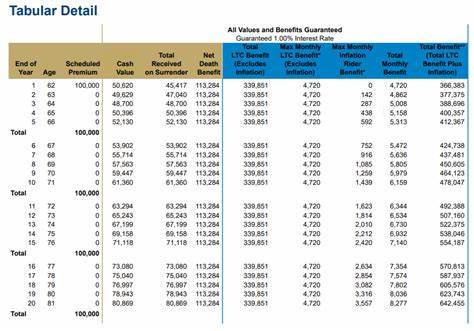 Tabular Detail
All Values and Benefits Guaranteed
Guaranteed 1.00% Interest Rate
End of Year Age Scheduled Premium Cash Value Total Received on Surrender Net Death Benefit Total LTC Benefit (Excludes Inflation) Max Monthly LTC Benefit* (Excludes Inflation) Max Monthly Inflation Rider Benefit* Total Monthly Benefit Total Benefit (Total LTC Benefit Plus Inflation)
1 62 100,000 50,620 45,417 113,284 339,851 4,720 0 4,720 366,383
2 63 0 49,629 47,040 113,284 339,851 4,720 142 4,862 377,375
3 64 0 48,700 48,700 113,284 339,851 4,720 287 5,008 388,696
4 65 0 50,396 50,396 113,284 339,851 4,720 438 5,158 400,357
5 66 0 52,130 52,130 113,284 339,851 4,720 592 5,313 412,367
Total 100,000
6 67 0 53,902 53,902 113,284 339,851 4,720 752 5,472 424,738
7 68 0 55,714 55,714 113,284 339,851 4,720 916 5,636 437,481
8 69 0 57,563 57,563 113,284 339,851 4,720 1,085 5,805 450,605
9 70 0 59,447 59,447 113,284 339,851 4,720 1,259 5,979 464,123
10 71 0 61,360 61,360 113,284 339,851 4,720 1,439 6,159 478,047
Total 100,000
11 72 0 63,294 63,294 113,284 339,851 4,720 1,623 6,344 492,388
12 73 0 65,243 65,243 113,284 339,851 4,720 1,814 6,534 507,160
13 74 0 67,204 67,204 113,284 339,851 4,720 2,010 6,730 522,375
14 75 0 69,158 69,158 113,284 339,851 4,720 2,212 6,932 538,046
15 76 0 71,118 71,118 113,284 339,851 4,720 2,420 7,140 554,187
Total 100,000
16 77 0 73,080 73,080 113,284 339,851 4,720 2,634 7,354 570,813
17 78 0 75,040 75,040 113,284 339,851 4,720 2,854 7,574 587,937
18 79 0 76,997 76,997 113,284 339,851 4,720 3,081 7,802 605,575
19 80 0 78,943 78,943 113,284 339,851 4,720 3,316 8,036 623,743
20 81 0 80,869 80,869 113,284 339,851 4,720 3,557 8,277 642,455
Total 100,000